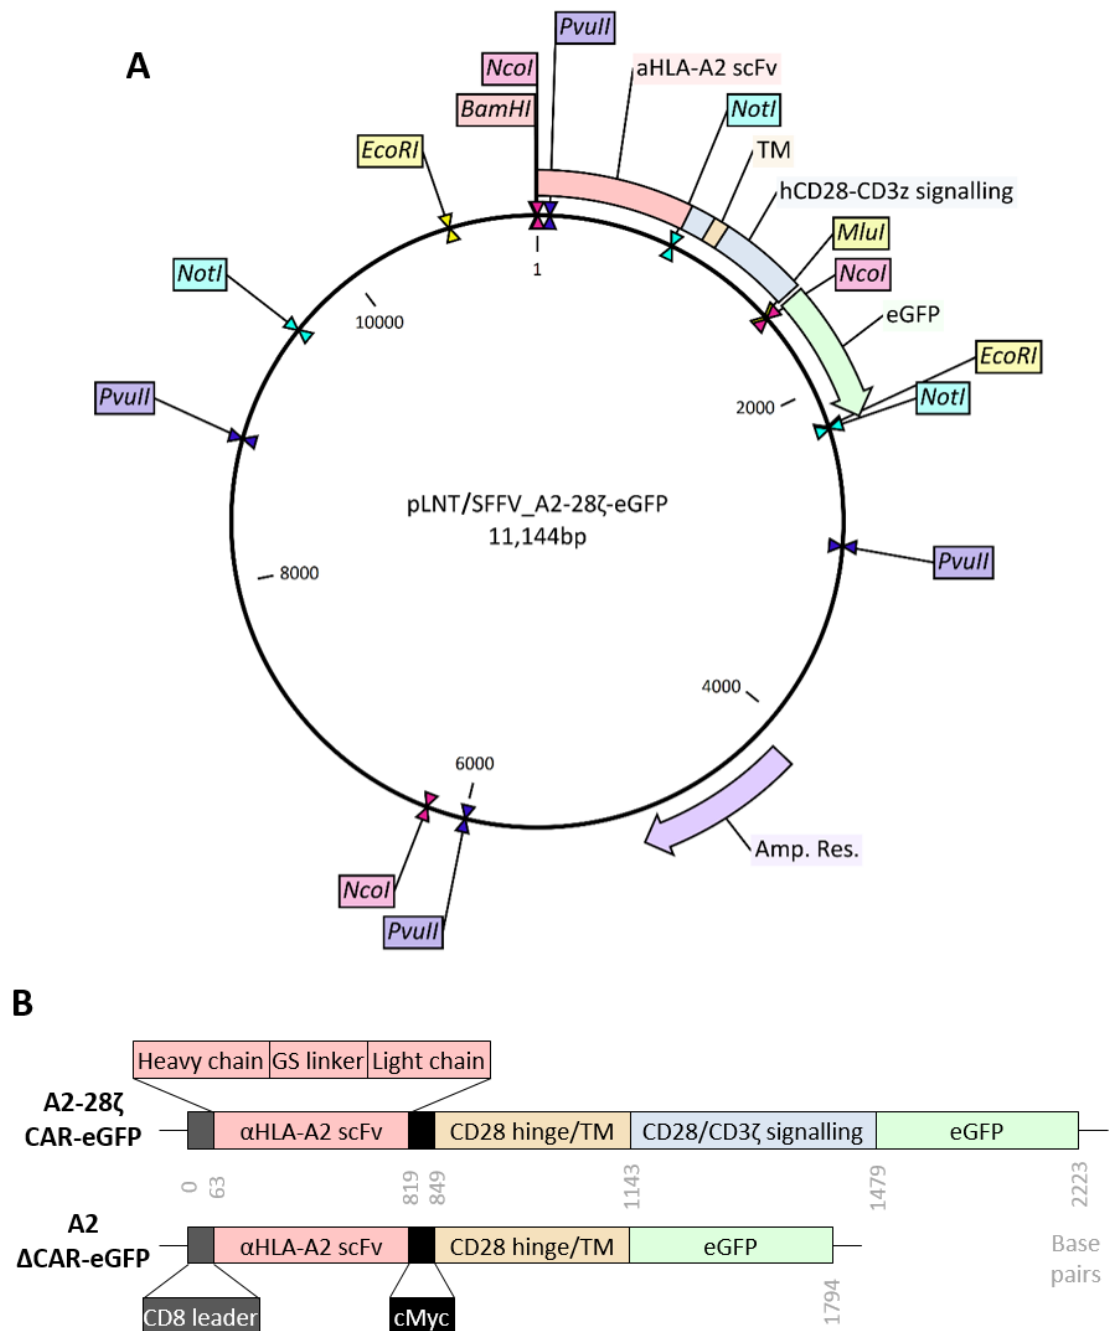 A
PvuII
NcoI
aHLA-A2 scFv
BamHI
NotI
EcoRI
TM
hCD28-CD3z signalling
MluI
NcoI
NotI
1
10000
eGFP
EcoRI
PvuII
2000
NotI
pLNT/SFFV_A2-28ζ-eGFP
11,144bp
PvuII
8000
4000
6000
Amp. Res.
NcoI
PvuII
B
Heavy chain GS linker Light chain
A2-28ζ
CAR-eGFP
αHLA-A2 scFv CD28 hinge/TM CD28/CD3ζ signalling eGFP
0 63 819 849 1143 1479 2223
A2
ΔCAR-eGFP
αHLA-A2 scFv CD28 hinge/TM eGFP
Base
pairs
1794
CD8 leader cMyc